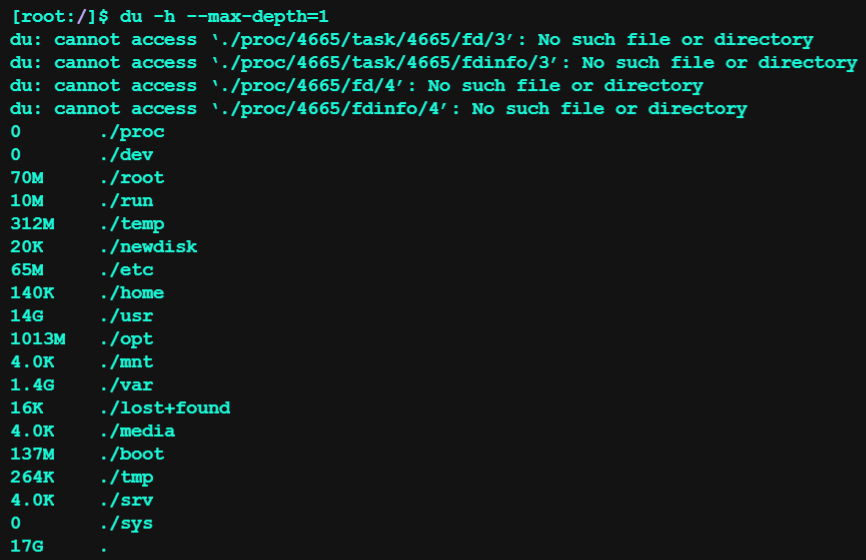 [root:/]$ du -h --max-depth=1
du: cannot access ‘./proc/4665/task/4665/fd/3’: No such file or directory
du: cannot access ‘./proc/4665/task/4665/fdinfo/3’: No such file or directory
du: cannot access ‘./proc/4665/fd/4’: No such file or directory
du: cannot access ‘./proc/4665/fdinfo/4’: No such file or directory
0       ./proc
0       ./dev
70M     ./root
10M     ./run
312M    ./temp
20K     ./newdisk
65M     ./etc
140K    ./home
14G     ./usr
1013M   ./opt
4.0K    ./mnt
1.4G    ./var
16K     ./lost+found
4.0K    ./media
137M    ./boot
264K    ./tmp
4.0K    ./srv
0       ./sys
17G     .